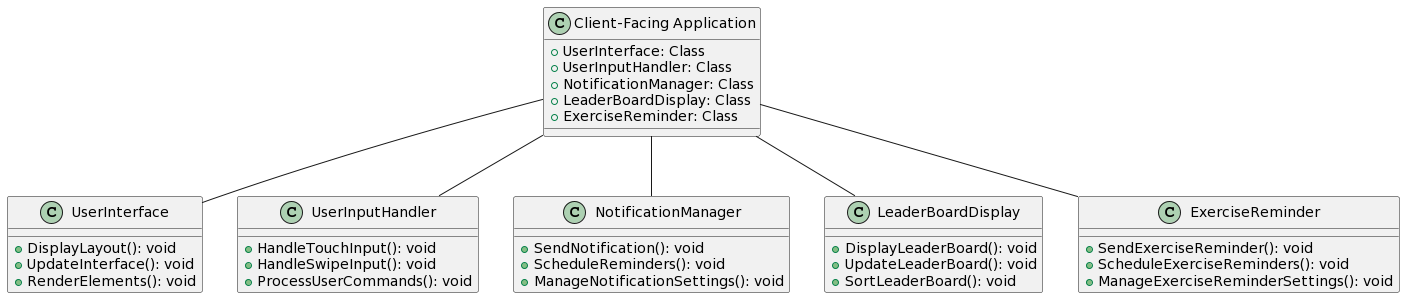 C Client-Facing Application
UserInterface: Class
UserInputHandler: Class
NotificationManager: Class
LeaderBoardDisplay: Class
ExerciseReminder: Class
C UserInterface
DisplayLayout(): void
UpdateInterface(): void
RenderElements(): void
C UserInputHandler
HandleTouchInput(): void
HandleSwipeInput(): void
ProcessUserCommands(): void
C NotificationManager
SendNotification(): void
ScheduleReminders(): void
ManageNotificationSettings(): void
C LeaderBoardDisplay
DisplayLeaderBoard(): void
UpdateLeaderBoard(): void
SortLeaderBoard(): void
C ExerciseReminder
SendExerciseReminder(): void
ScheduleExerciseReminders(): void
ManageExerciseReminderSettings(): void